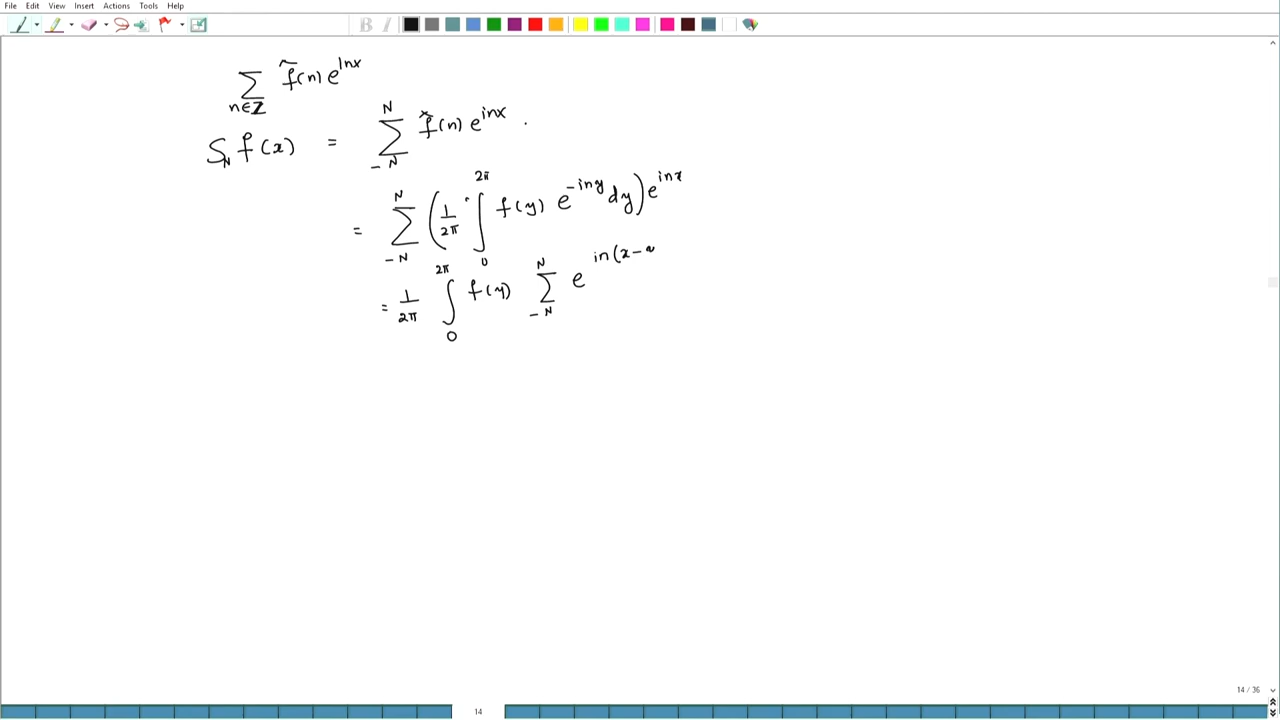 File Edit View Insert Actions Tools Help
∑_{n∈ℤ} f̂(n) e^{inx}
S_N f(x) = ∑_{-N}^{N} f̂(n) e^{inx} .
= ∑_{-N}^{N} ( 1/2π ∫_0^{2π} f(y) e^{-iny} dy ) e^{inx}
= 1/2π ∫_0^{2π} f(y) ∑_{-N}^{N} e^{in(x-
14 / 36
14